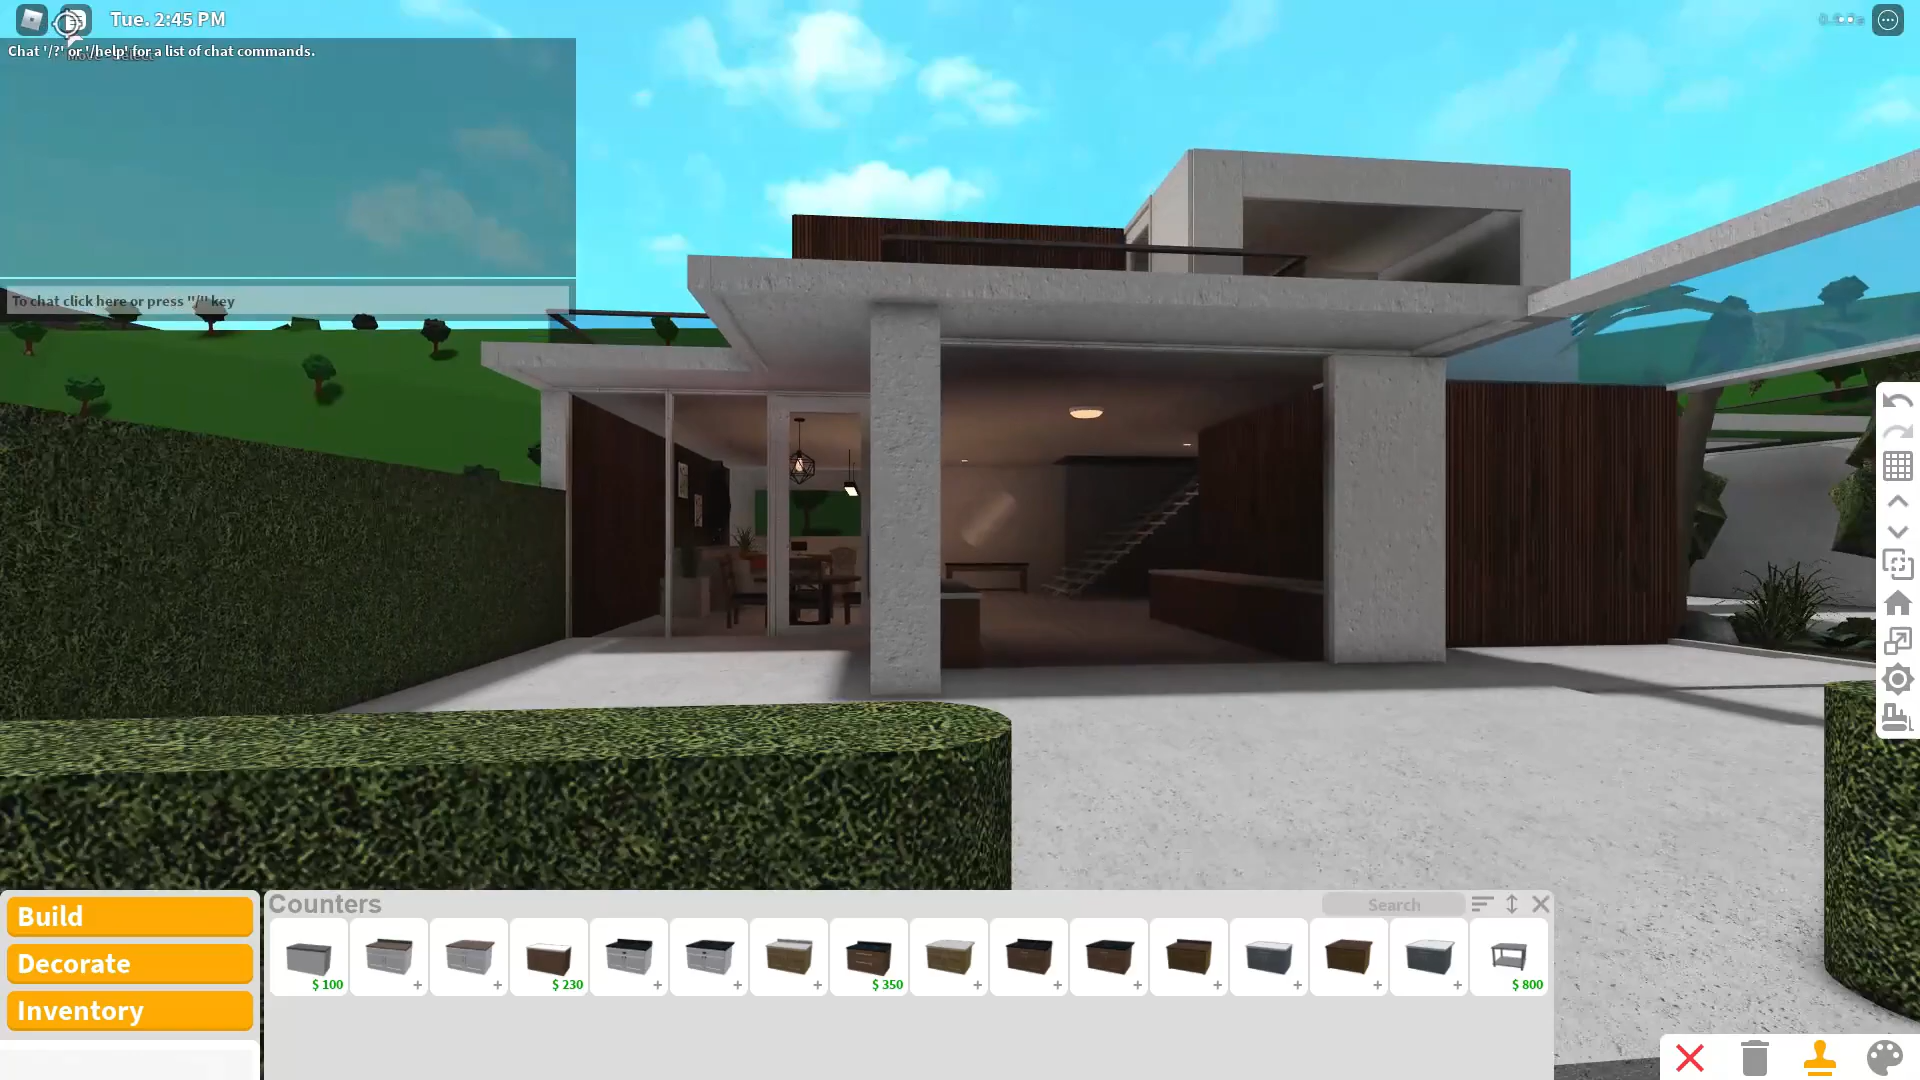 Tue. 2:45 PM
Chat '/?' or '/help' for a list of chat commands.
To chat click here or press "/" key
Build
Decorate
Inventory
Counters
Search
$ 100
+
+
$ 230
+
+
+
$ 350
+
+
+
+
+
+
+
$ 800